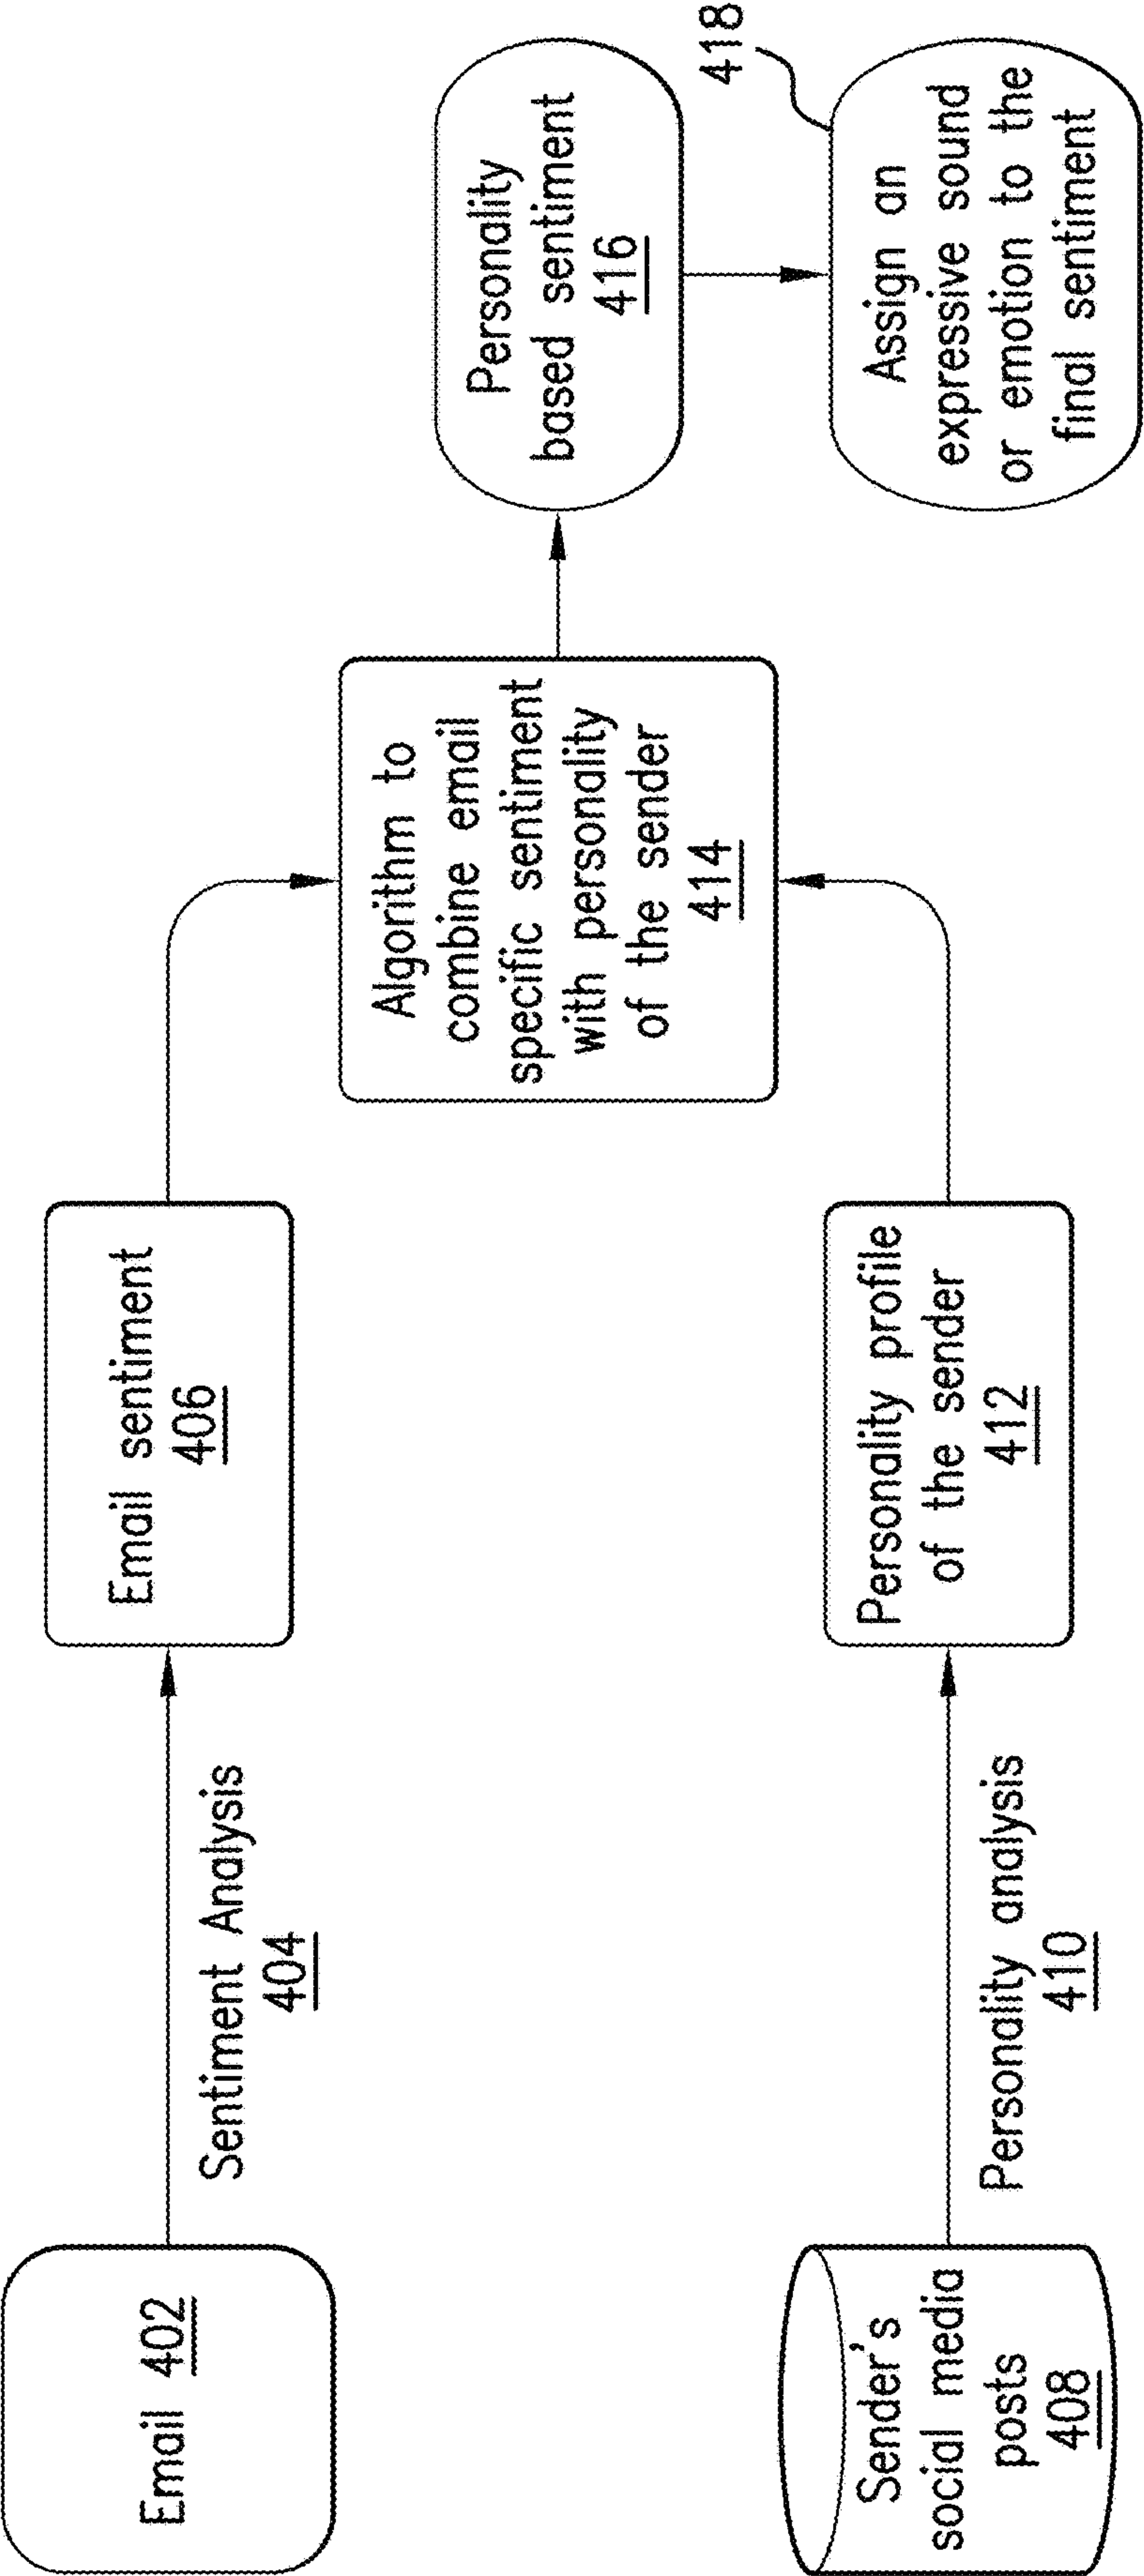 Email 402
Sentiment Analysis
404
Email sentiment
406
Sender's
social media
posts
408
Personality analysis
410
Personality profile
of the sender
412
Algorithm to
combine email
specific sentiment
with personality
of the sender
414
Personality
based sentiment
416
418
Assign an
expressive sound
or emotion to the
final sentiment